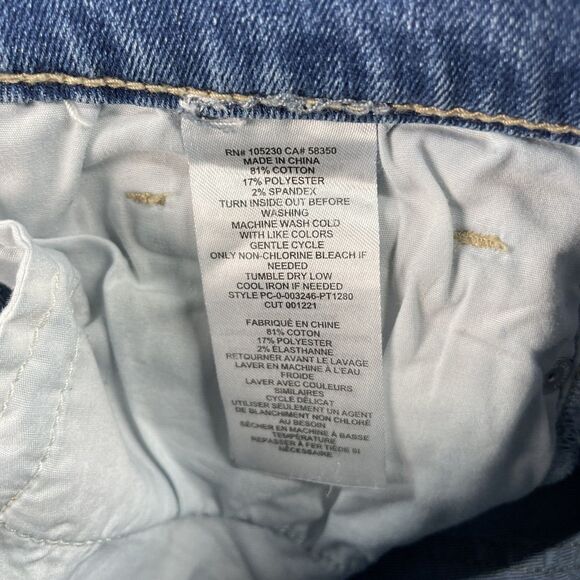 RN# 105230 CA# 58350
MADE IN CHINA
81% COTTON
17% POLYESTER
2% SPANDEX
TURN INSIDE OUT BEFORE
WASHING
MACHINE WASH COLD
WITH LIKE COLORS
GENTLE CYCLE
ONLY NON-CHLORINE BLEACH IF
NEEDED
TUMBLE DRY LOW
COOL IRON IF NEEDED
STYLE PC-0-003246-PT1280
CUT 001221
FABRIQUÉ EN CHINE
81% COTON
17% POLYESTER
2% ÉLASTHANNE
RETOURNER AVANT LE LAVAGE
LAVER EN MACHINE À L'EAU
FROIDE
LAVER AVEC COULEURS
SIMILAIRES
CYCLE DÉLICAT
UTILISER SEULEMENT UN AGENT
DE BLANCHIMENT NON CHLORÉ
AU BESOIN
SÉCHER EN MACHINE À BASSE
TEMPÉRATURE
REPASSER À FER TIÈDE SI
NÉCESSAIRE